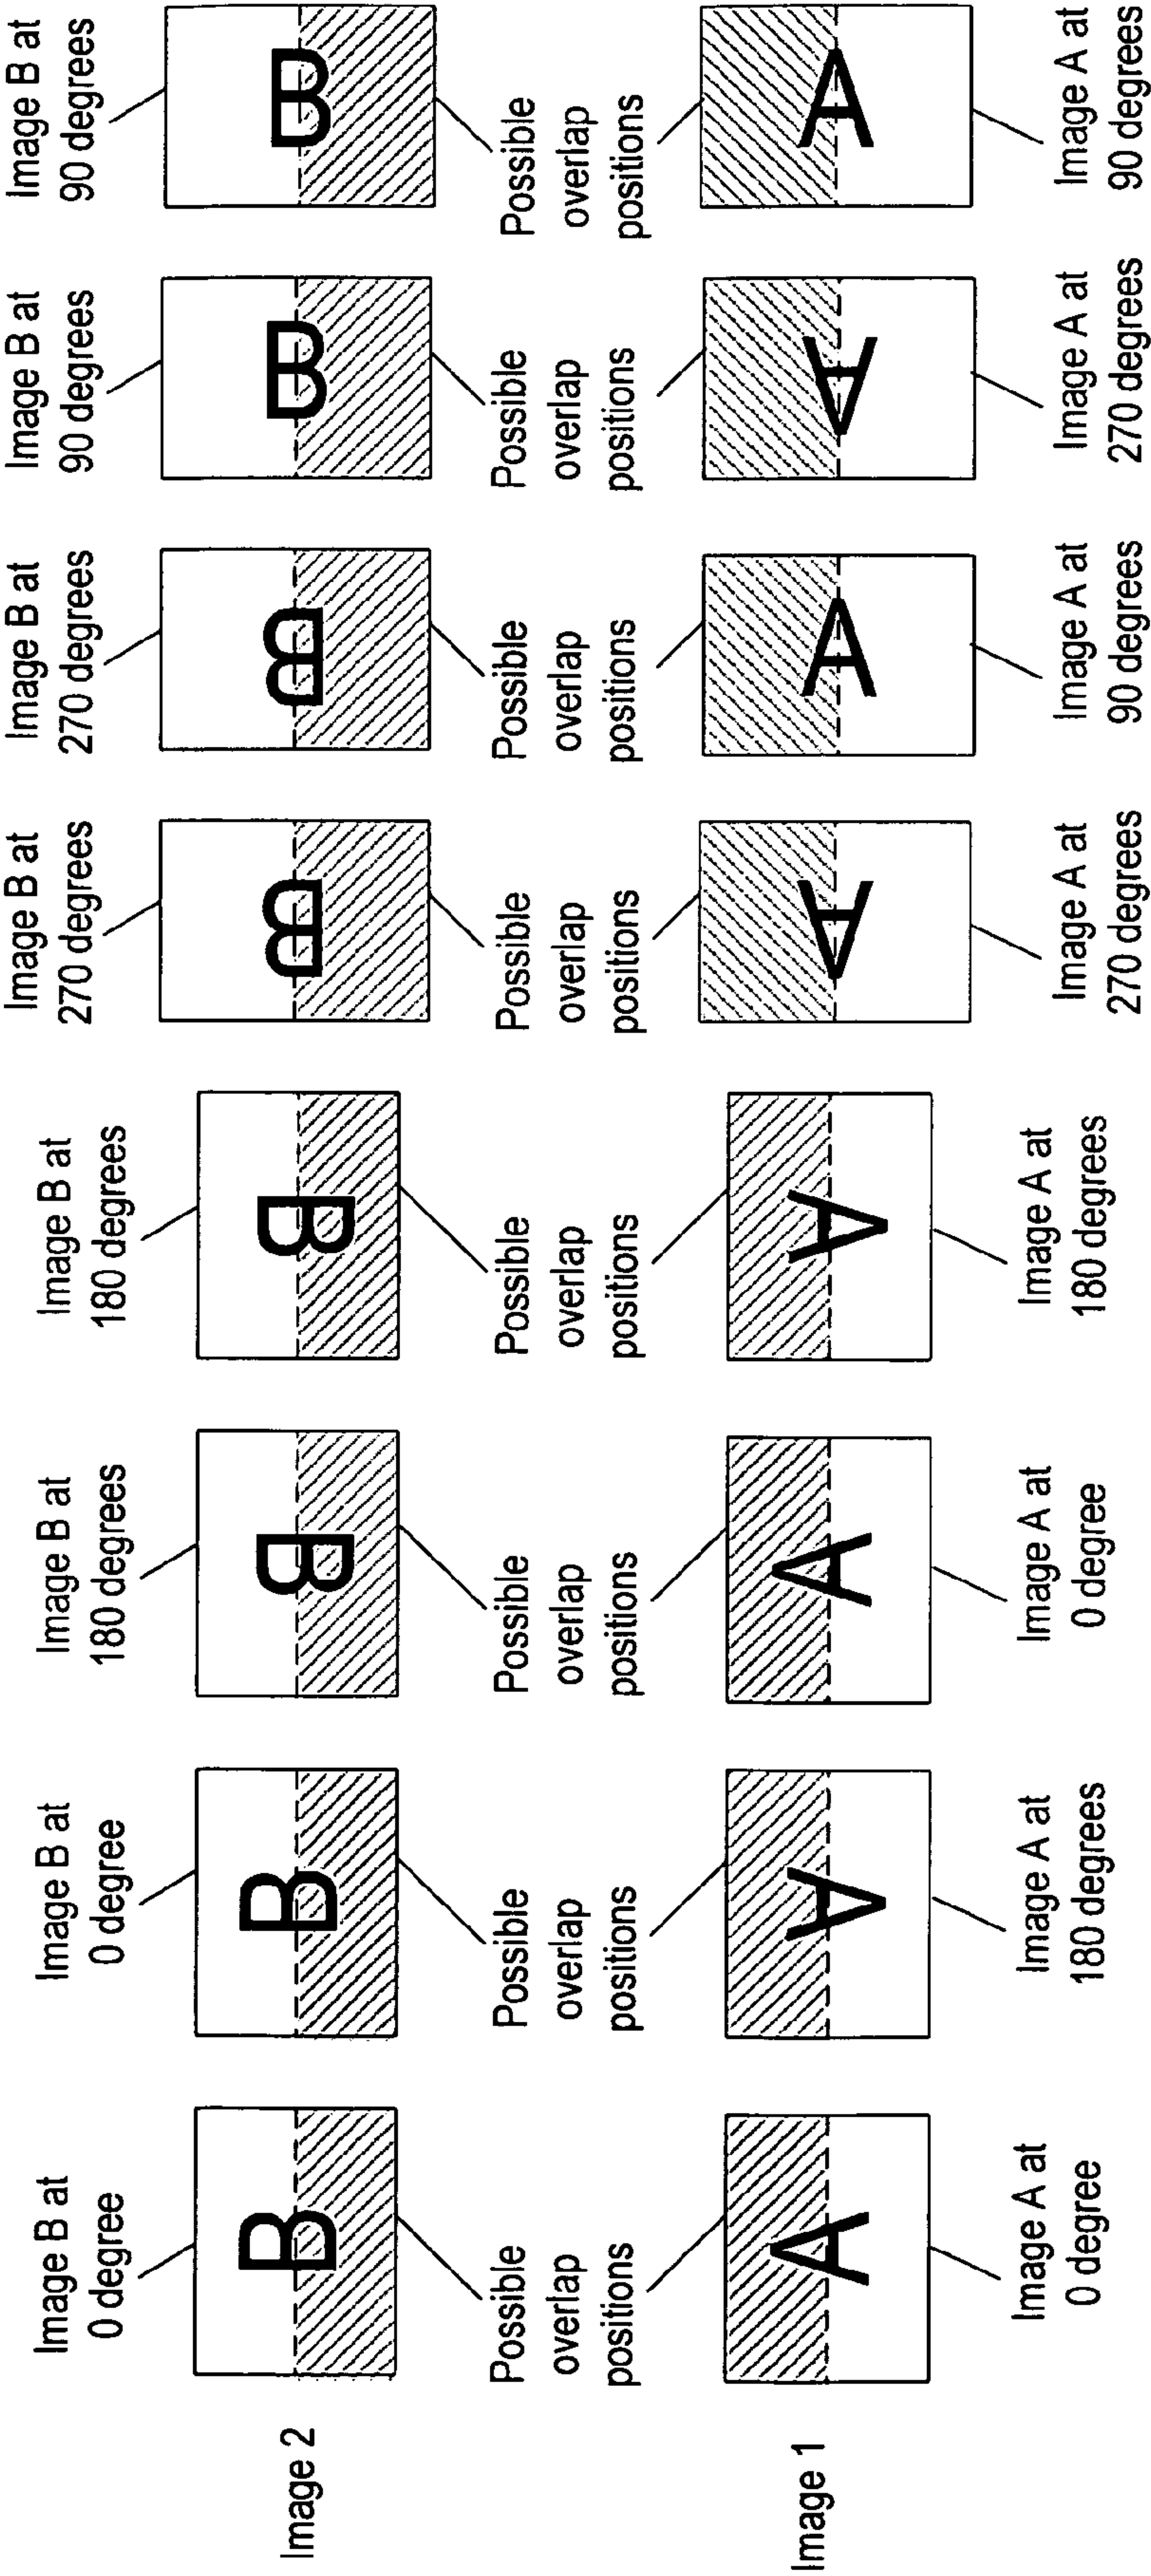 Image B at
0 degree
Image B at
0 degree
Image B at
180 degrees
Image B at
180 degrees
Image B at
270 degrees
Image B at
270 degrees
Image B at
90 degrees
Image B at
90 degrees
Image 2
B
B
B
B
B
B
B
B
Possible
overlap
positions
Possible
overlap
positions
Possible
overlap
positions
Possible
overlap
positions
Possible
overlap
positions
Possible
overlap
positions
Possible
overlap
positions
Possible
overlap
positions
Image 1
A
A
A
A
A
A
A
A
Image A at
0 degree
Image A at
180 degrees
Image A at
0 degree
Image A at
180 degrees
Image A at
270 degrees
Image A at
90 degrees
Image A at
270 degrees
Image A at
90 degrees